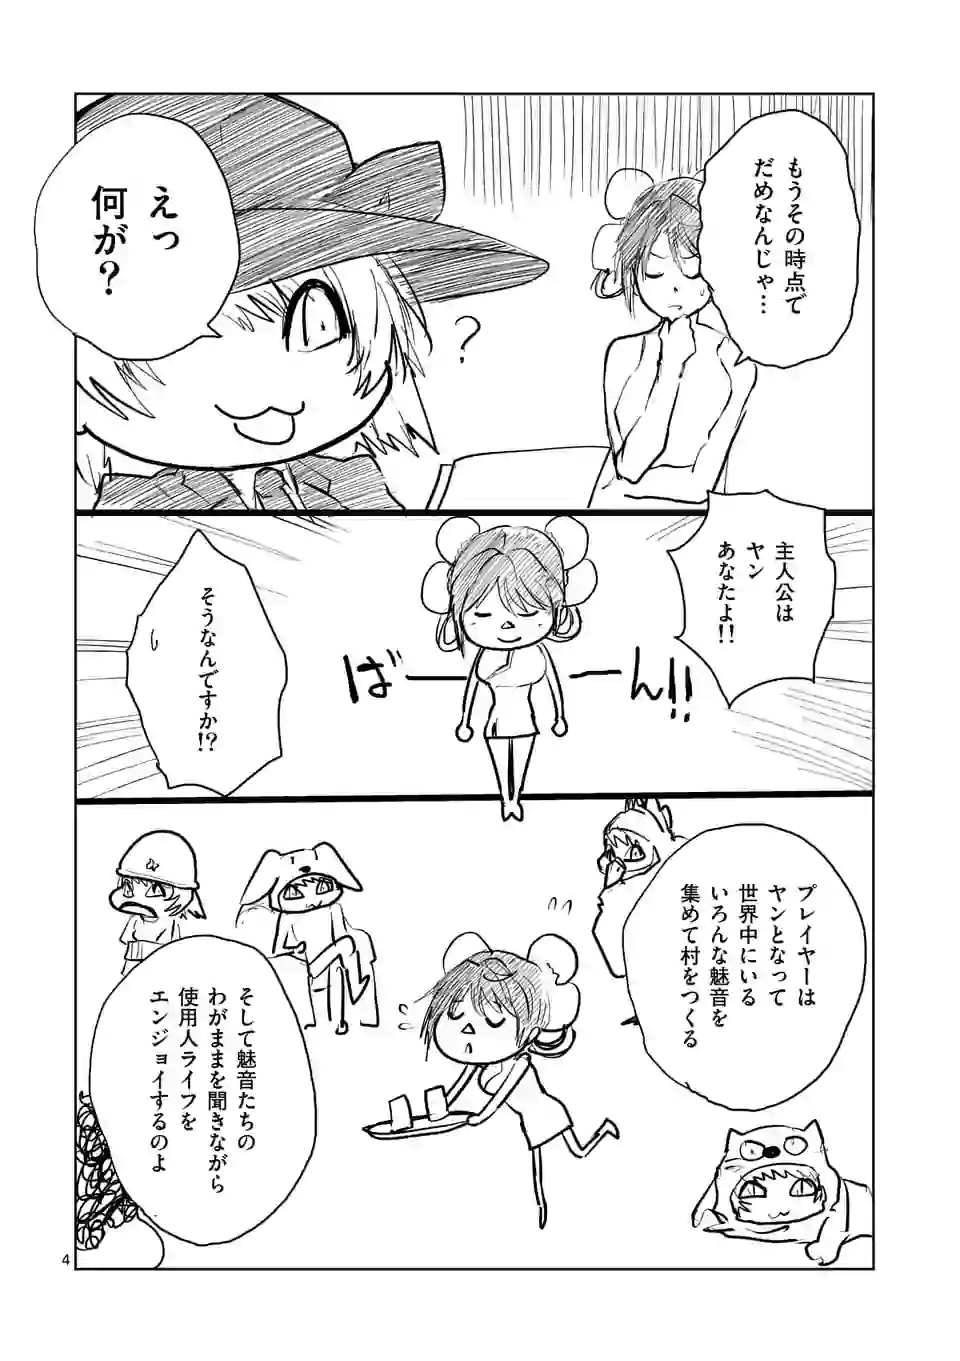 もうその時点で
だめなんじゃ…
えっ
何が?
?
主人公は
ヤン
あなたよ!!
ばーーん!!
そうなんですか!?
プレイヤーは
ヤンとなって
世界中にいる
いろんな魅音を
集めて村をつくる
そして魅音たちの
わがままを聞きながら
使用人ライフを
エンジョイするのよ
4